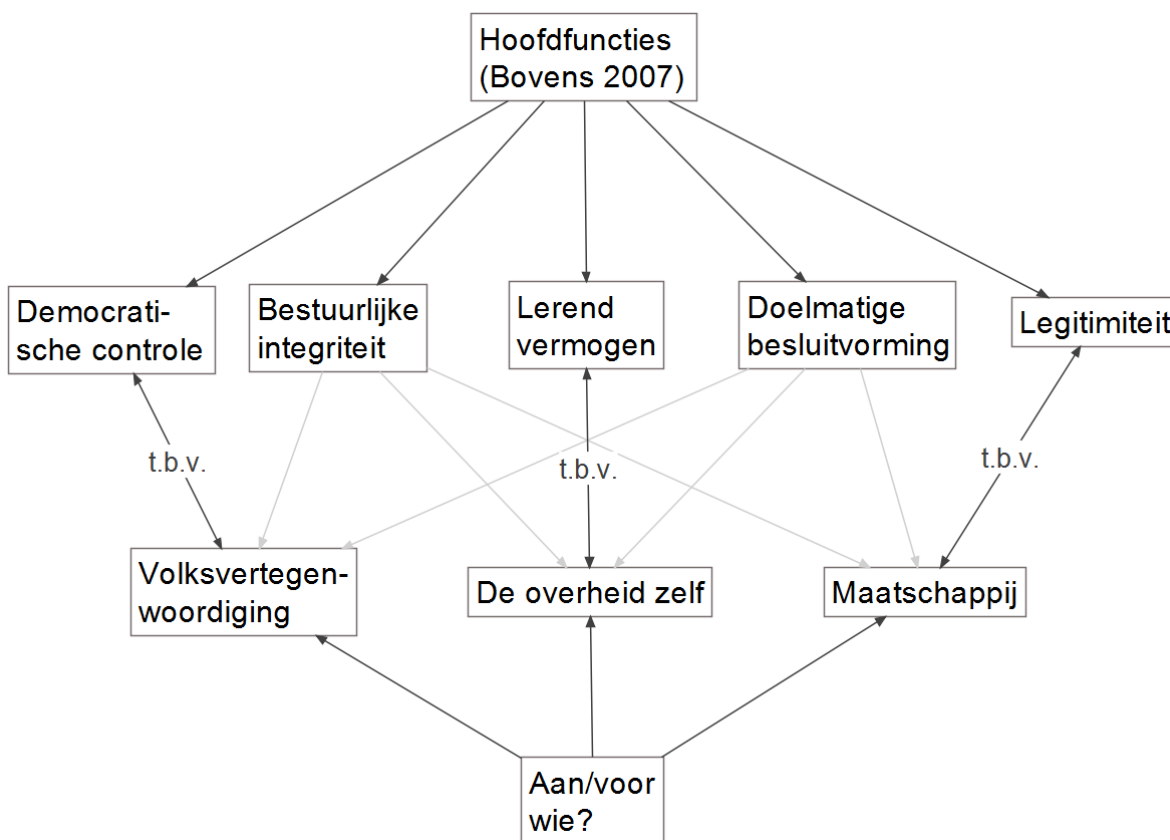 Hoofdfuncties
(Bovens 2007)
Democrati-
sche controle
Bestuurlijke
integriteit
Lerend
vermogen
Doelmatige
besluitvorming
Legitimiteit
t.b.v.
t.b.v.
t.b.v.
Volksvertegen-
woordiging
De overheid zelf
Maatschappij
Aan/voor
wie?